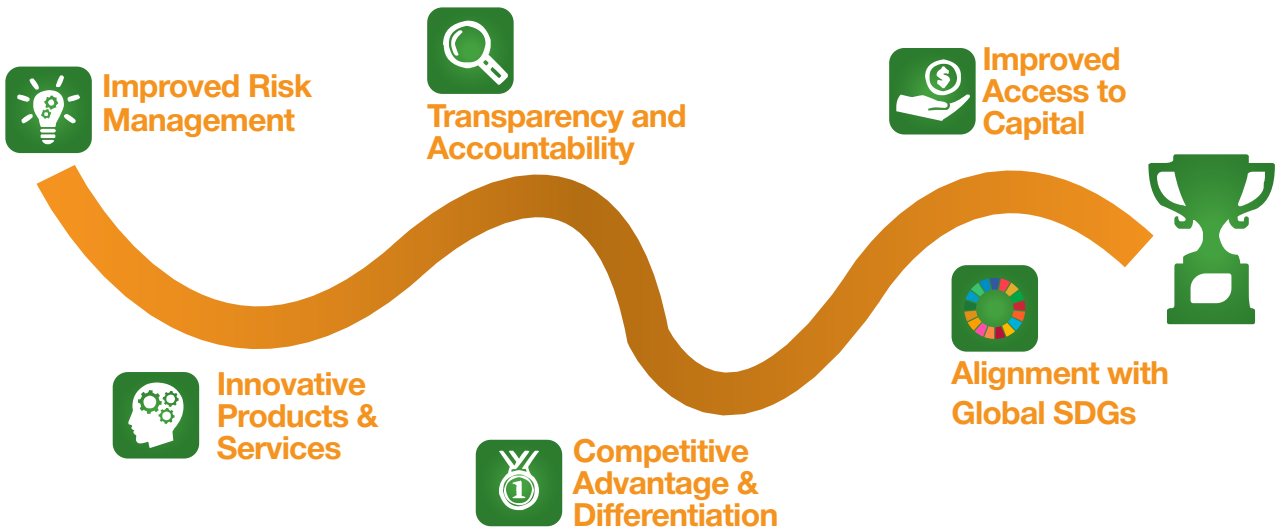 Improved Risk
Management
Innovative
Products &
Services
Transparency and
Accountability
1
Competitive
Advantage &
Differentiation
$
Improved
Access to
Capital
Alignment with
Global SDGs